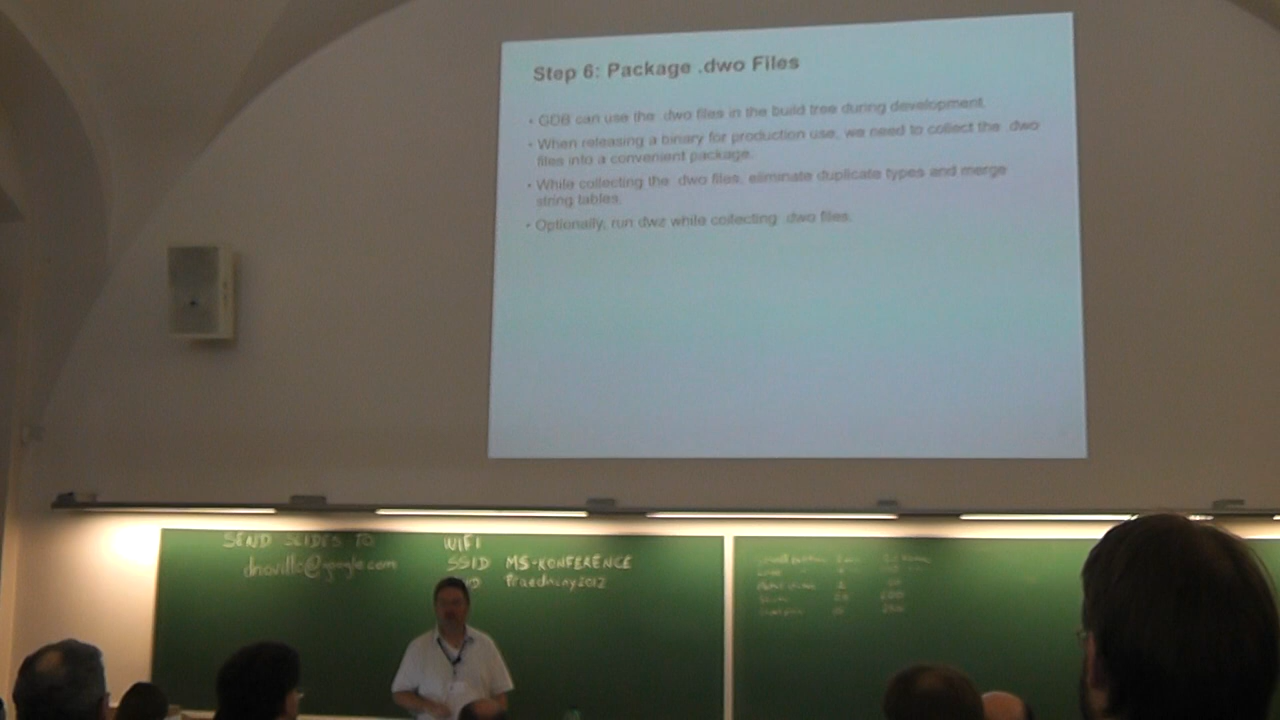 Step 6: Package .dwo Files
• GDB can use the .dwo files in the build tree during development.
• When releasing a binary for production use, we need to collect the .dwo
files into a convenient package.
• While collecting the .dwo files, eliminate duplicate types and merge
string tables.
• Optionally, run dwz while collecting .dwo files.
SEND SLIDES TO
dnovillo@google.com
WIFI
SSID MS-KONFERENCE